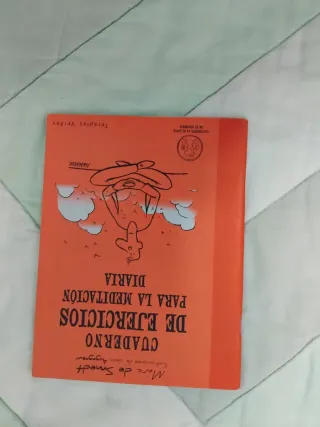 Marc de Smedt
CUADERNO
DE EJERCICIOS
PARA LA MEDITACIÓN
DIARIA
Terapias Verdes